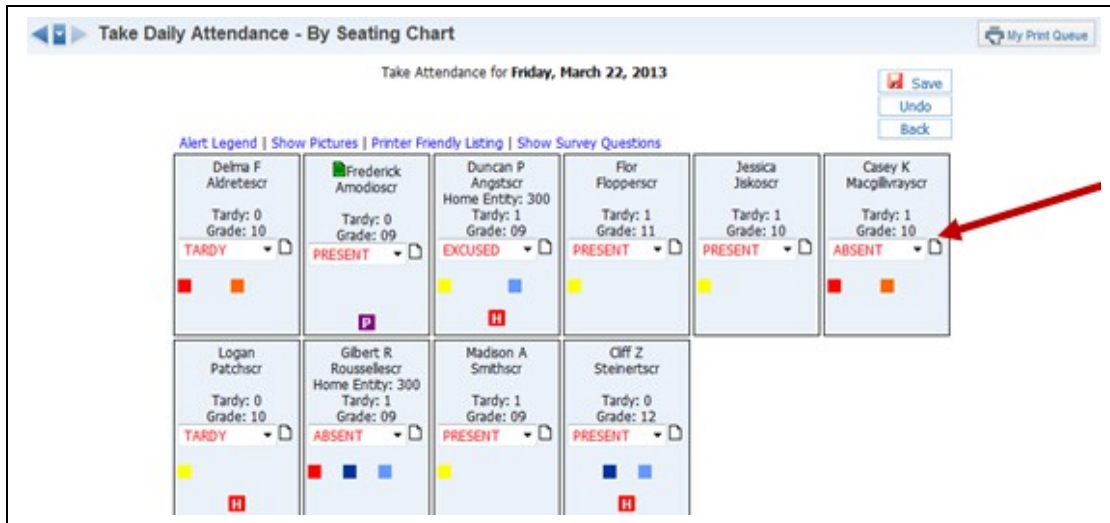 Take Daily Attendance - By Seating Chart
My Print Queue
Take Attendance for Friday, March 22, 2013
Save
Undo
Back
Alert Legend | Show Pictures | Printer Friendly Listing | Show Survey Questions
Delma F
Aldretescr
Tardy: 0
Grade: 10
TARDY
Frederick
Amodioscr
Tardy: 0
Grade: 09
PRESENT
P
Duncan P
Angstscr
Home Entity: 300
Tardy: 1
Grade: 09
EXCUSED
H
Flor
Flopperscr
Tardy: 1
Grade: 11
PRESENT
Jessica
Jiskoscr
Tardy: 1
Grade: 10
PRESENT
Casey K
Macgillvrayscr
Tardy: 1
Grade: 10
ABSENT
Logan
Patchscr
Tardy: 0
Grade: 10
TARDY
H
Gilbert R
Roussellescr
Home Entity: 300
Tardy: 1
Grade: 09
ABSENT
Madison A
Smithscr
Tardy: 1
Grade: 09
PRESENT
Cliff Z
Steinertscr
Tardy: 0
Grade: 12
PRESENT
H